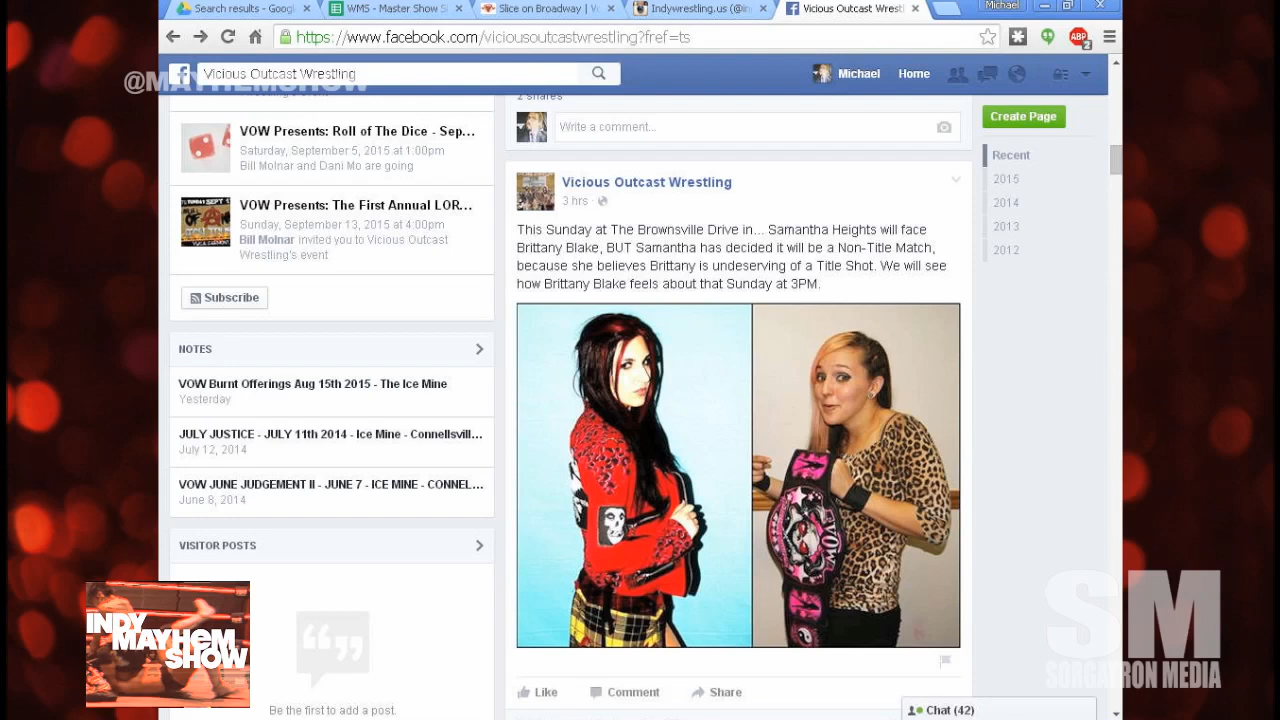 Search results - Googl
WMS - Master Show Si
Slice on Broadway | Vo
Indywrestling.us (@in
Vicious Outcast Wrestl
Michael
https://www.facebook.com/viciousoutcastwrestling?fref=ts
ABP
2
@MAYHEMSHOW
Vicious Outcast Wrestling
Michael
Home
VOW Presents: Roll of The Dice - Sep...
Saturday, September 5, 2015 at 1:00pm
Bill Molnar and Dani Mo are going
VOW Presents: The First Annual LOR...
Sunday, September 13, 2015 at 4:00pm
Bill Molnar invited you to Vicious Outcast
Wrestling's event
Subscribe
NOTES
VOW Burnt Offerings Aug 15th 2015 - The Ice Mine
Yesterday
JULY JUSTICE - JULY 11th 2014 - Ice Mine - Connellsvill...
July 12, 2014
VOW JUNE JUDGEMENT II - JUNE 7 - ICE MINE - CONNEL...
June 8, 2014
VISITOR POSTS
Be the first to add a post.
2 shares
Write a comment...
Vicious Outcast Wrestling
3 hrs
This Sunday at The Brownsville Drive in... Samantha Heights will face
Brittany Blake, BUT Samantha has decided it will be a Non-Title Match,
because she believes Brittany is undeserving of a Title Shot. We will see
how Brittany Blake feels about that Sunday at 3PM.
VOW
Like
Comment
Share
Create Page
Recent
2015
2014
2013
2012
Chat (42)
INDY
MAYHEM
SHOW
SM
SORGATRON MEDIA